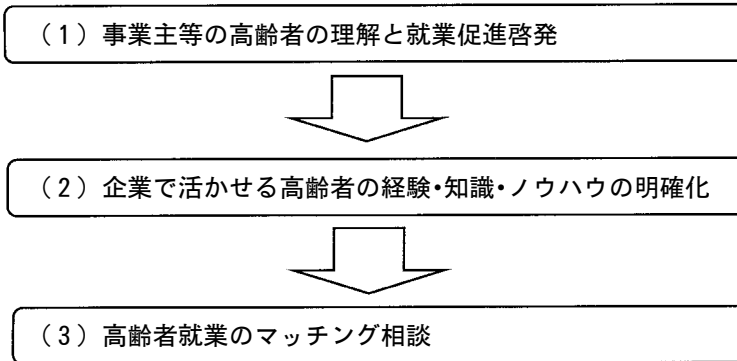 （1）事業主等の高齢者の理解と就業促進啓発
（2）企業で活かせる高齢者の経験・知識・ノウハウの明確化
（3）高齢者就業のマッチング相談